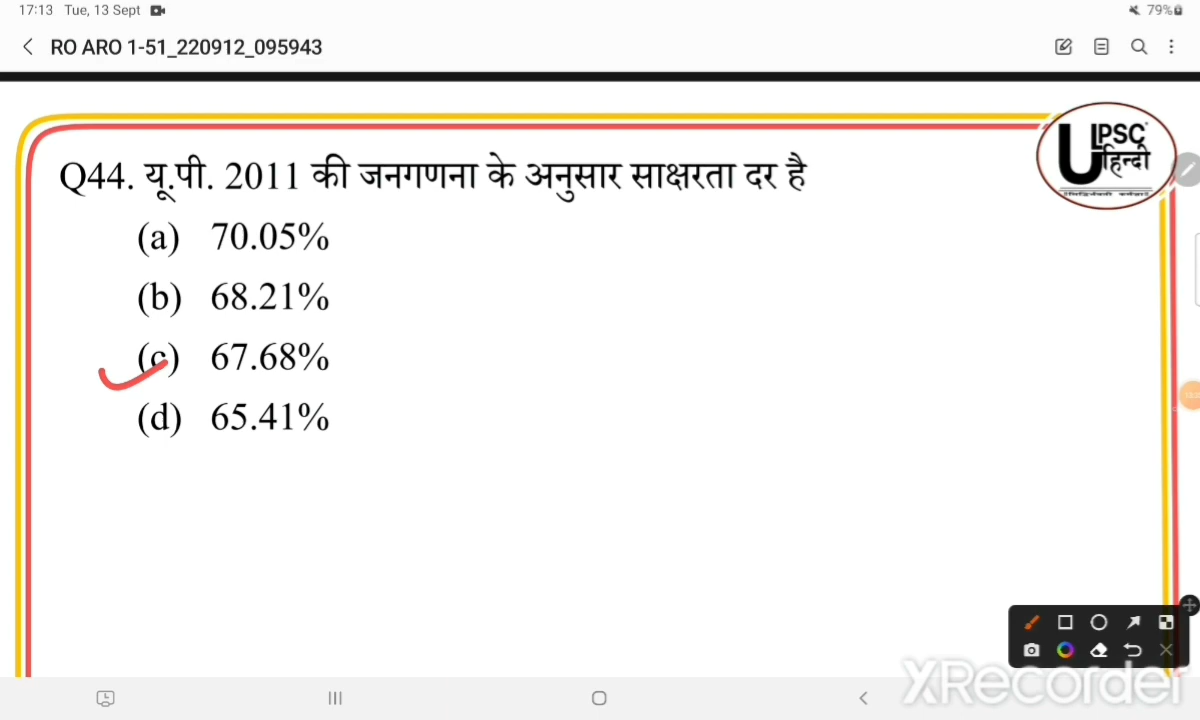 17:13 Tue, 13 Sept 79%
RO ARO 1-51_220912_095943
UPSC
हिन्दी
Q44. यू.पी. 2011 की जनगणना के अनुसार साक्षरता दर है
(a) 70.05%
(b) 68.21%
(c) 67.68%
(d) 65.41%
XRecorder